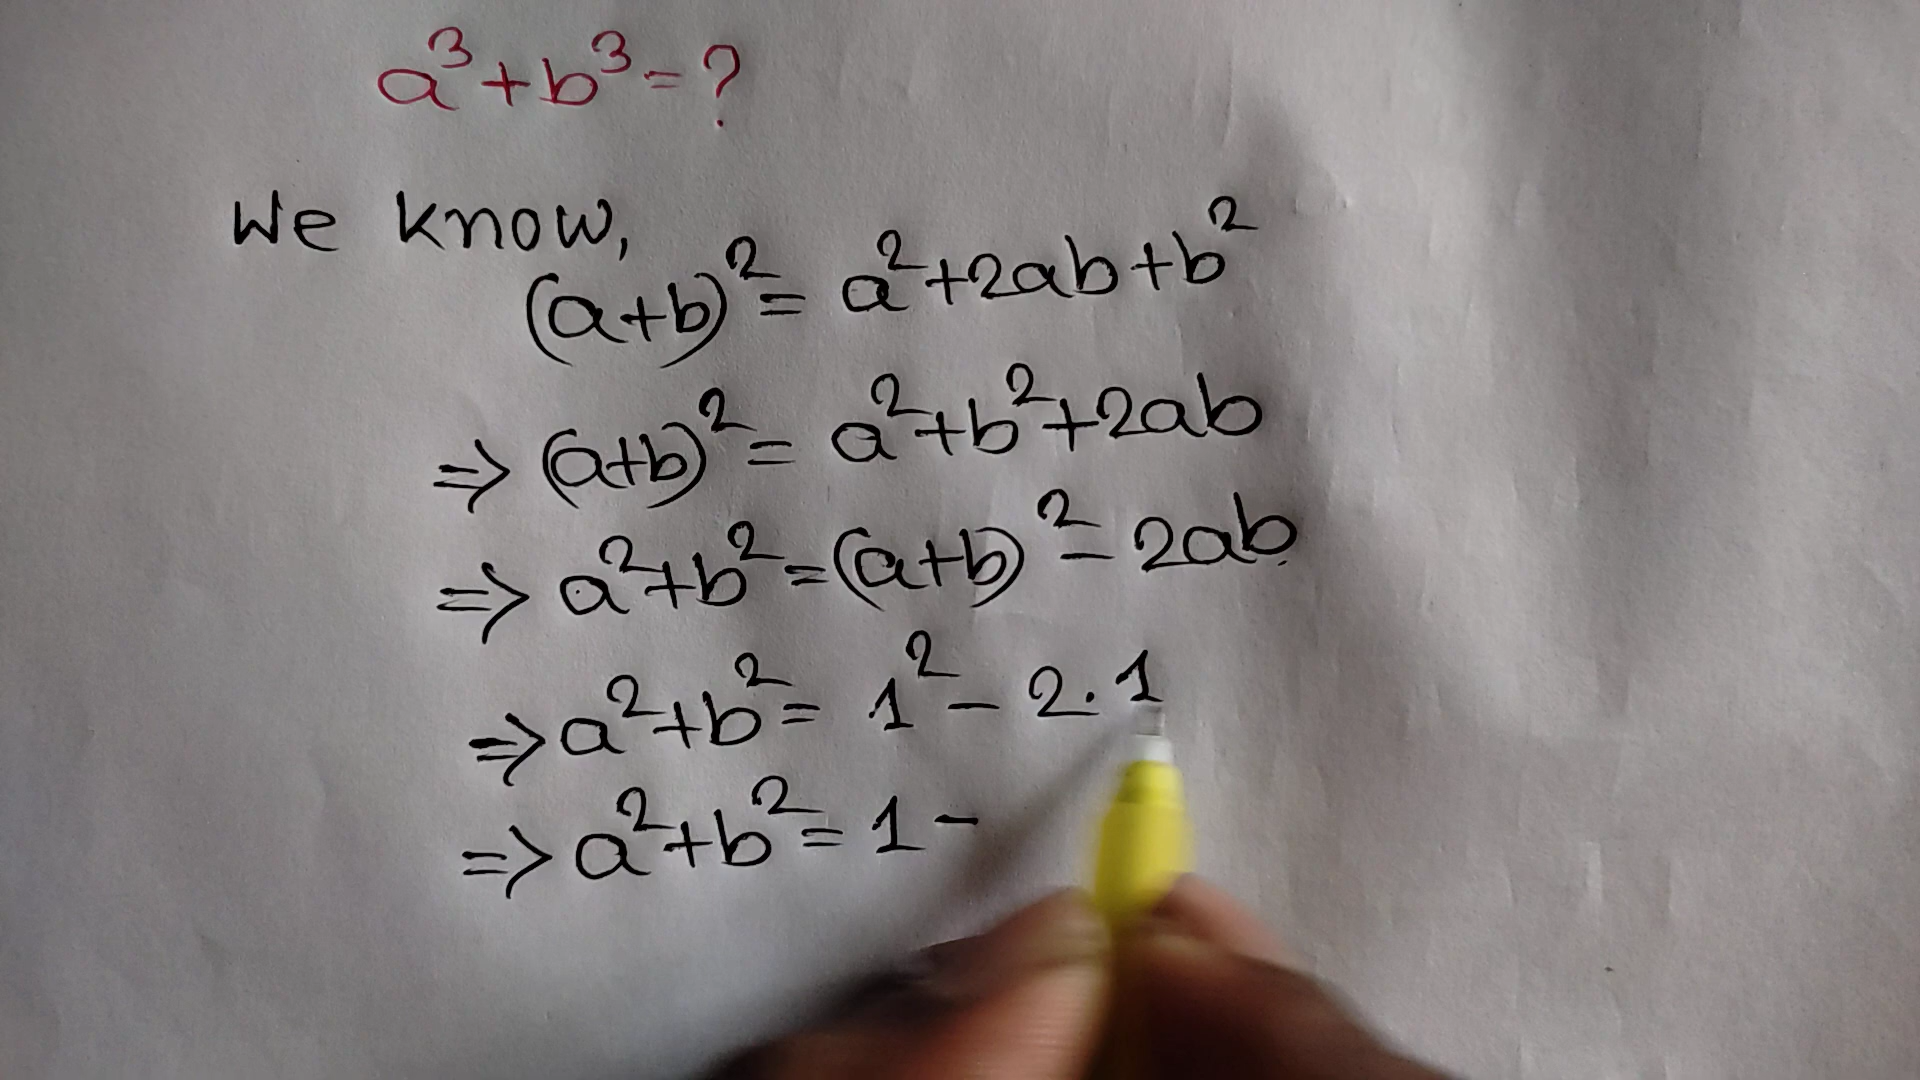 a³+b³=?
We know,
(a+b)²= a²+2ab+b²
⇒ (a+b)²= a²+b²+2ab
⇒ a²+b²=(a+b)²-2ab
⇒ a²+b²= 1²-2.1
⇒ a²+b²= 1-